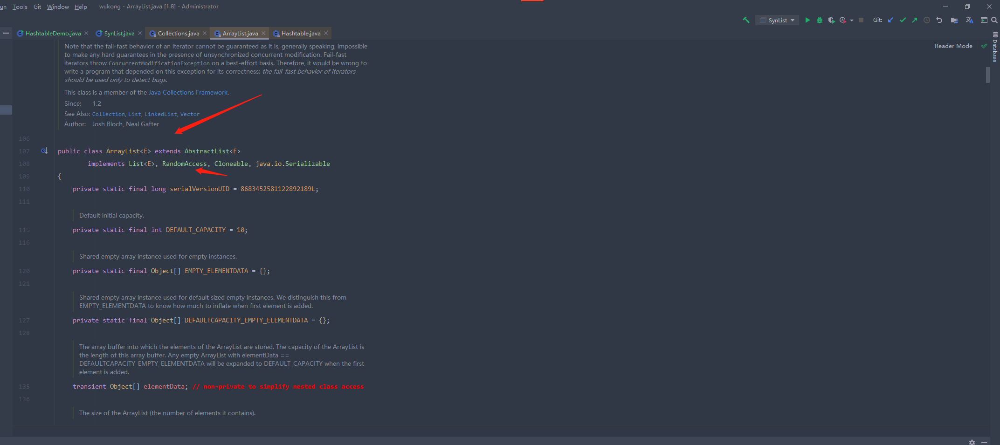 un Tools Git Window Help wukong - ArrayList.java [1.8] - Administrator
SynList Git:
HashtableDemo.java SynList.java Collections.java ArrayList.java Hashtable.java
Reader Mode
Database
Note that the fail-fast behavior of an iterator cannot be guaranteed as it is, generally speaking, impossible
to make any hard guarantees in the presence of unsynchronized concurrent modification. Fail-fast
iterators throw ConcurrentModificationException on a best-effort basis. Therefore, it would be wrong to
write a program that depended on this exception for its correctness: the fail-fast behavior of iterators
should be used only to detect bugs.
This class is a member of the Java Collections Framework.
Since: 1.2
See Also: Collection, List, LinkedList, Vector
Author: Josh Bloch, Neal Gafter
106
107 public class ArrayList<E> extends AbstractList<E>
108 implements List<E>, RandomAccess, Cloneable, java.io.Serializable
109 {
110 private static final long serialVersionUID = 8683452581122892189L;
111
Default initial capacity.
115 private static final int DEFAULT_CAPACITY = 10;
116
Shared empty array instance used for empty instances.
120 private static final Object[] EMPTY_ELEMENTDATA = {};
121
Shared empty array instance used for default sized empty instances. We distinguish this from
EMPTY_ELEMENTDATA to know how much to inflate when first element is added.
127 private static final Object[] DEFAULTCAPACITY_EMPTY_ELEMENTDATA = {};
128
The array buffer into which the elements of the ArrayList are stored. The capacity of the ArrayList is
the length of this array buffer. Any empty ArrayList with elementData ==
DEFAULTCAPACITY_EMPTY_ELEMENTDATA will be expanded to DEFAULT_CAPACITY when the first
element is added.
135 transient Object[] elementData; // non-private to simplify nested class access
136
The size of the ArrayList (the number of elements it contains).